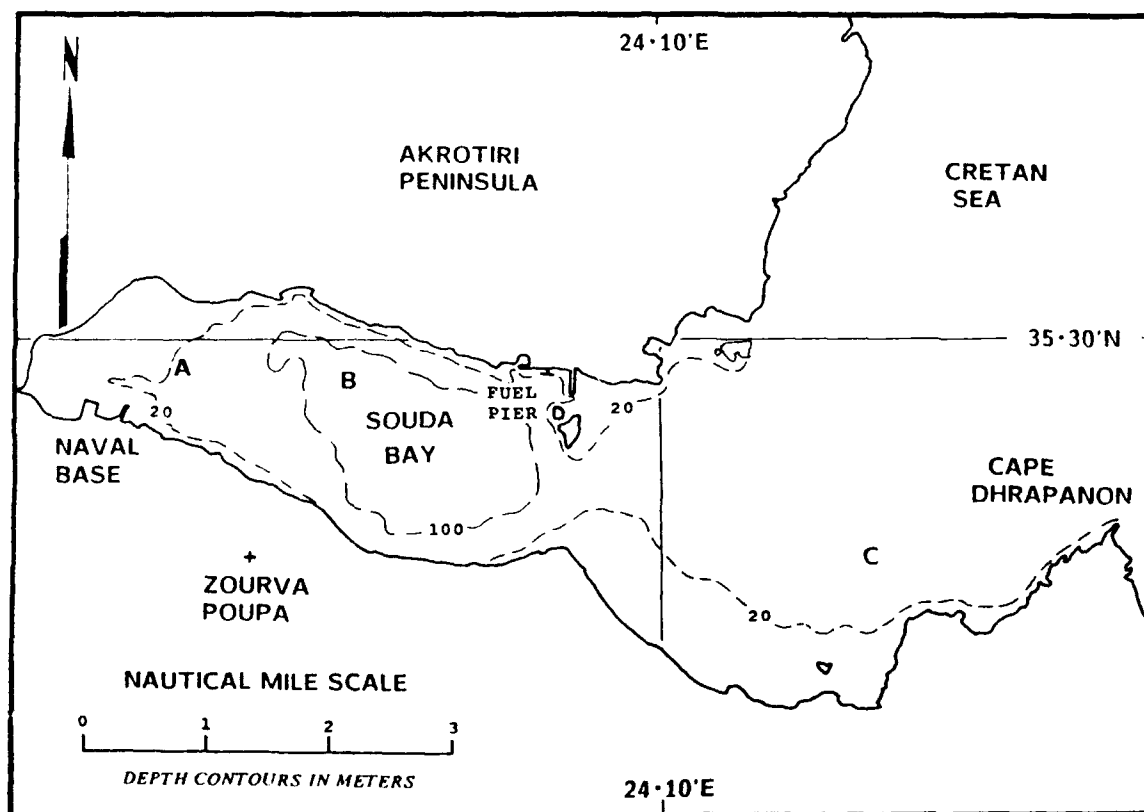 24·10'E
N
AKROTIRI
PENINSULA
CRETAN
SEA
35·30'N
A
B
FUEL
PIER
D
20
20
SOUDA
BAY
NAVAL
BASE
CAPE
DHRAPANON
100
C
+
ZOURVA
POUPA
20
NAUTICAL MILE SCALE
0 1 2 3
DEPTH CONTOURS IN METERS
24·10'E